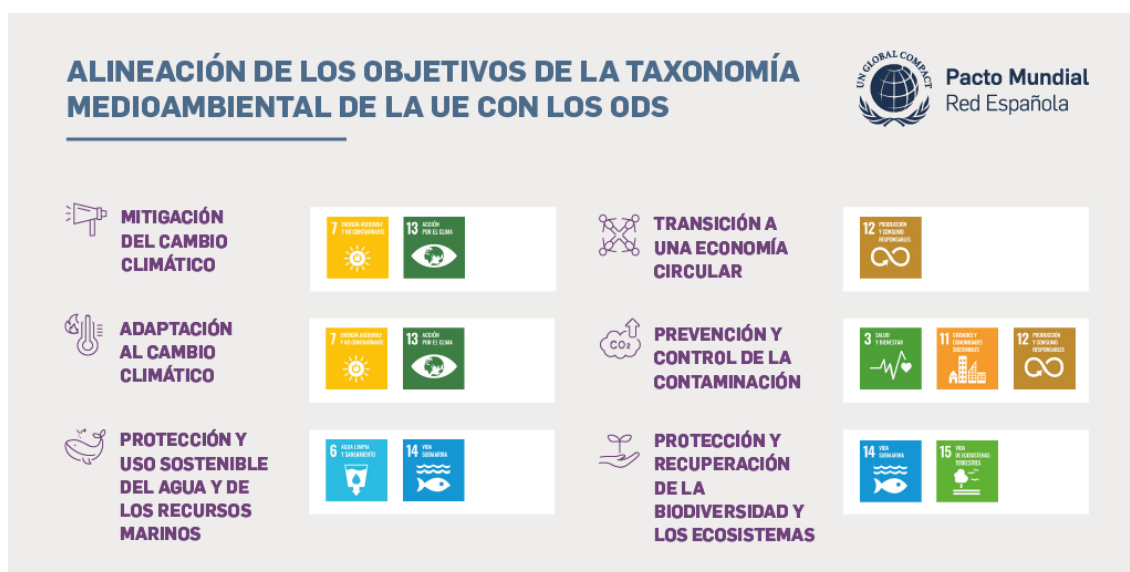 ALINEACIÓN DE LOS OBJETIVOS DE LA TAXONOMÍA
MEDIOAMBIENTAL DE LA UE CON LOS ODS
UN GLOBAL COMPACT
Pacto Mundial
Red Española
MITIGACIÓN
DEL CAMBIO
CLIMÁTICO
7 ENERGÍA ASEQUIBLE
Y NO CONTAMINANTE
13 ACCIÓN
POR EL CLIMA
ADAPTACIÓN
AL CAMBIO
CLIMÁTICO
7 ENERGÍA ASEQUIBLE
Y NO CONTAMINANTE
13 ACCIÓN
POR EL CLIMA
PROTECCIÓN Y
USO SOSTENIBLE
DEL AGUA Y DE
LOS RECURSOS
MARINOS
6 AGUA LIMPIA
Y SANEAMIENTO
14 VIDA
SUBMARINA
TRANSICIÓN A
UNA ECONOMÍA
CIRCULAR
12 PRODUCCIÓN
Y CONSUMO
RESPONSABLES
CO2
PREVENCIÓN Y
CONTROL DE LA
CONTAMINACIÓN
3 SALUD
Y BIENESTAR
11 CIUDADES Y
COMUNIDADES
SOSTENIBLES
12 PRODUCCIÓN
Y CONSUMO
RESPONSABLES
PROTECCIÓN Y
RECUPERACIÓN
DE LA
BIODIVERSIDAD Y
LOS ECOSISTEMAS
14 VIDA
SUBMARINA
15 VIDA
DE ECOSISTEMAS
TERRESTRES